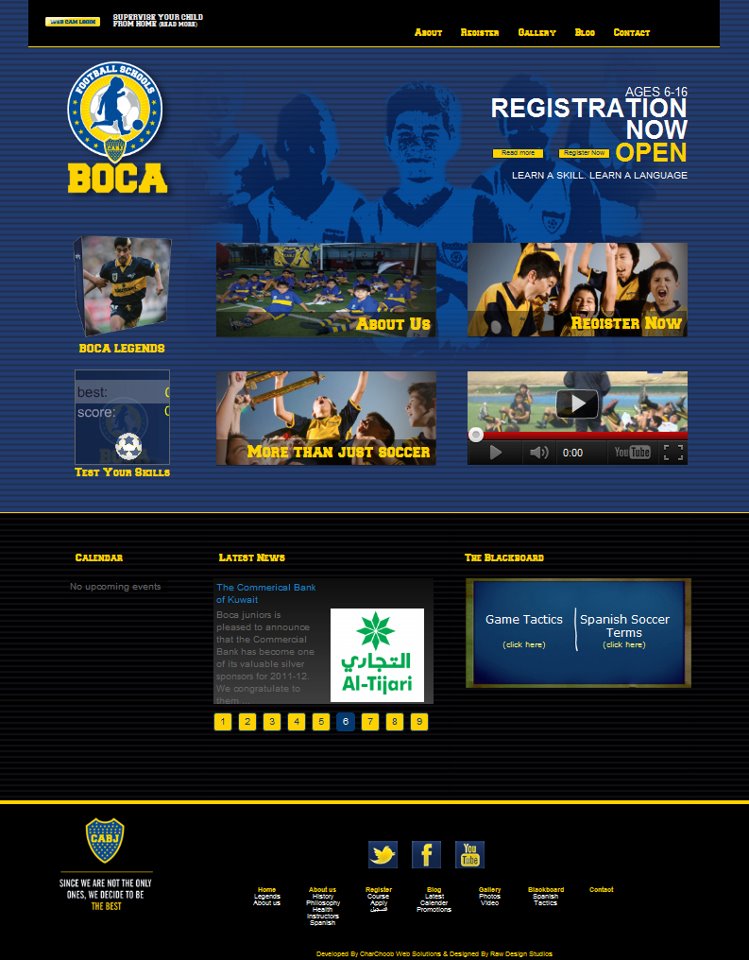 WEB CAM LOGIN
SUPERVISE YOUR CHILD
FROM HOME (READ MORE)
About Register Gallery Blog Contact
FOOTBALL SCHOOLS
CABJ
BOCA
AGES 6-16
REGISTRATION
NOW
Read more Register Now OPEN
LEARN A SKILL. LEARN A LANGUAGE
About Us
Register Now
BOCA LEGENDS
best: 0
score: 0
Test Your Skills
More than just soccer
0:00 YouTube
Calendar
No upcoming events
Latest News
The Commerical Bank
of Kuwait
Boca juniors is
pleased to announce
that the Commercial
Bank has become one
of its valuable silver
sponsors for 2011-12.
We congratulate to
them ...
التجاري
Al-Tijari
1 2 3 4 5 6 7 8 9
The Blackboard
Game Tactics
(click here)
Spanish Soccer
Terms
(click here)
CABJ
SINCE WE ARE NOT THE ONLY
ONES, WE DECIDE TO BE
THE BEST
You
Tube
Home About us Register Blog Gallery Blackboard Contact
Legends History Course Latest Photos Spanish
About us Philosophy Apply Calender Video Tactics
Health تسجيل Promotions
Instructors
Spanish
Developed By CharChoob Web Solutions & Designed By Raw Design Studios